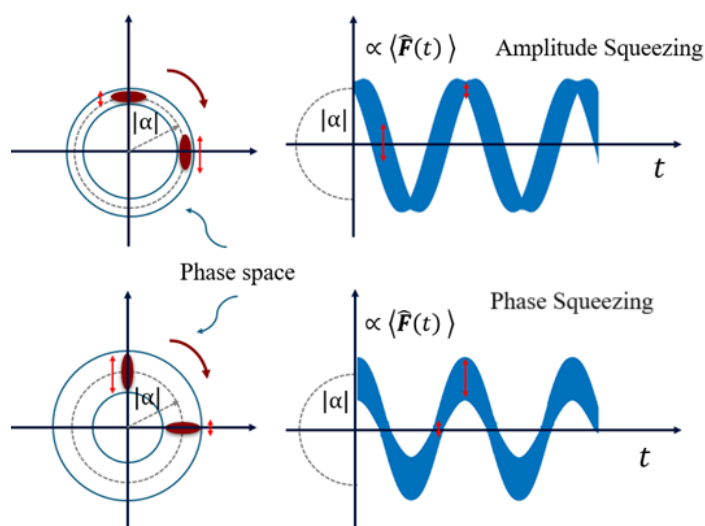 ∝ ⟨F̂(t) ⟩ Amplitude Squeezing
|α| |α|
t
Phase space
∝ ⟨F̂(t) ⟩ Phase Squeezing
|α| |α|
t